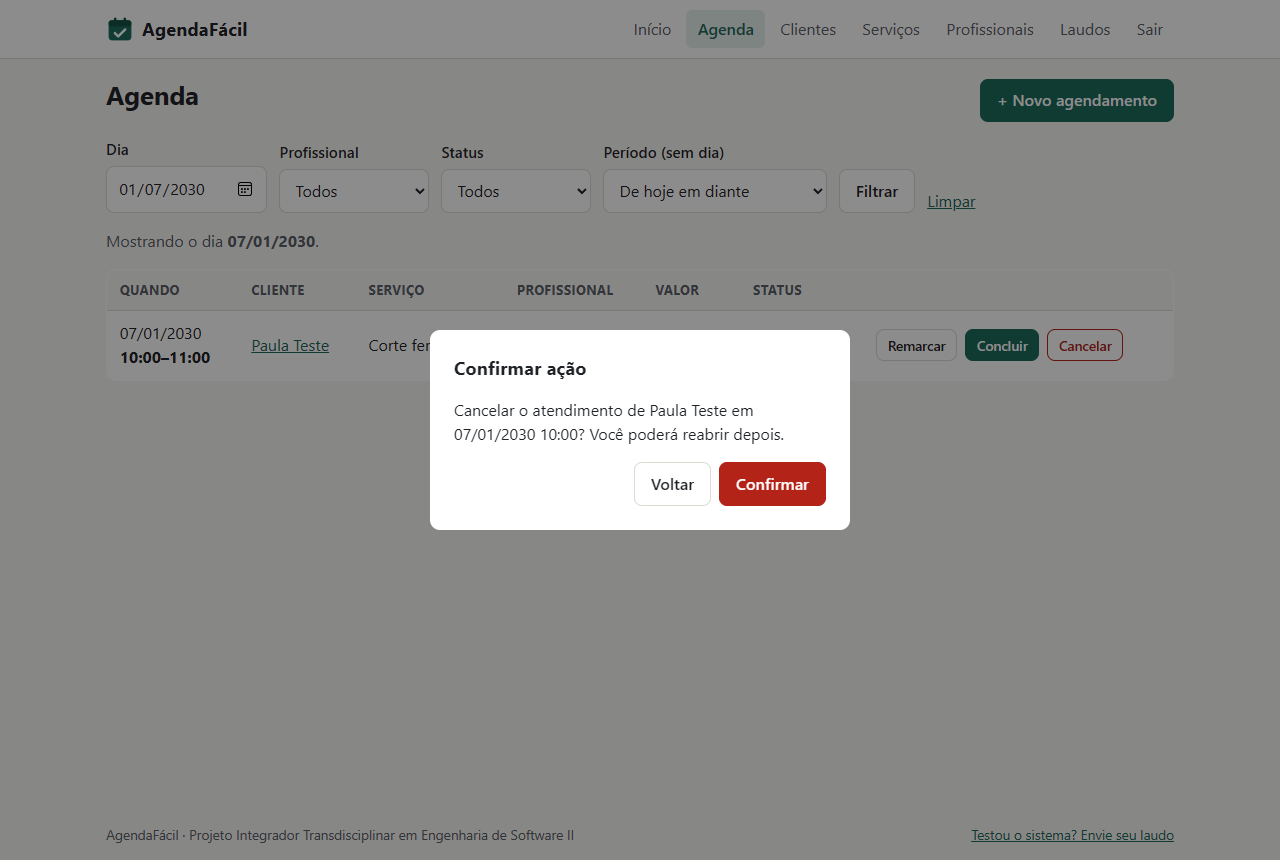 AgendaFácil
Início Agenda Clientes Serviços Profissionais Laudos Sair
Agenda
+ Novo agendamento
Dia Profissional Status Período (sem dia)
01/07/2030 Todos Todos De hoje em diante Filtrar Limpar
Mostrando o dia 07/01/2030.
QUANDO CLIENTE SERVIÇO PROFISSIONAL VALOR STATUS
07/01/2030
10:00–11:00
Paula Teste Corte Remarcar Concluir Cancelar
Confirmar ação
Cancelar o atendimento de Paula Teste em
07/01/2030 10:00? Você poderá reabrir depois.
Voltar Confirmar
AgendaFácil · Projeto Integrador Transdisciplinar em Engenharia de Software II
Testou o sistema? Envie seu laudo